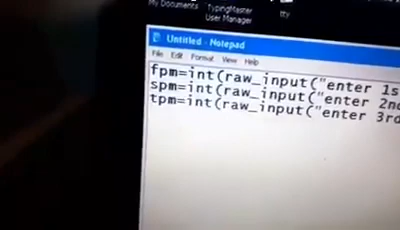 My Documents TypingMaster tty
User Manager
Untitled - Notepad
File Edit Format View Help
fpm=int(raw_input("enter 1s
spm=int(raw_input("enter 2nd
tpm=int(raw_input("enter 3rd